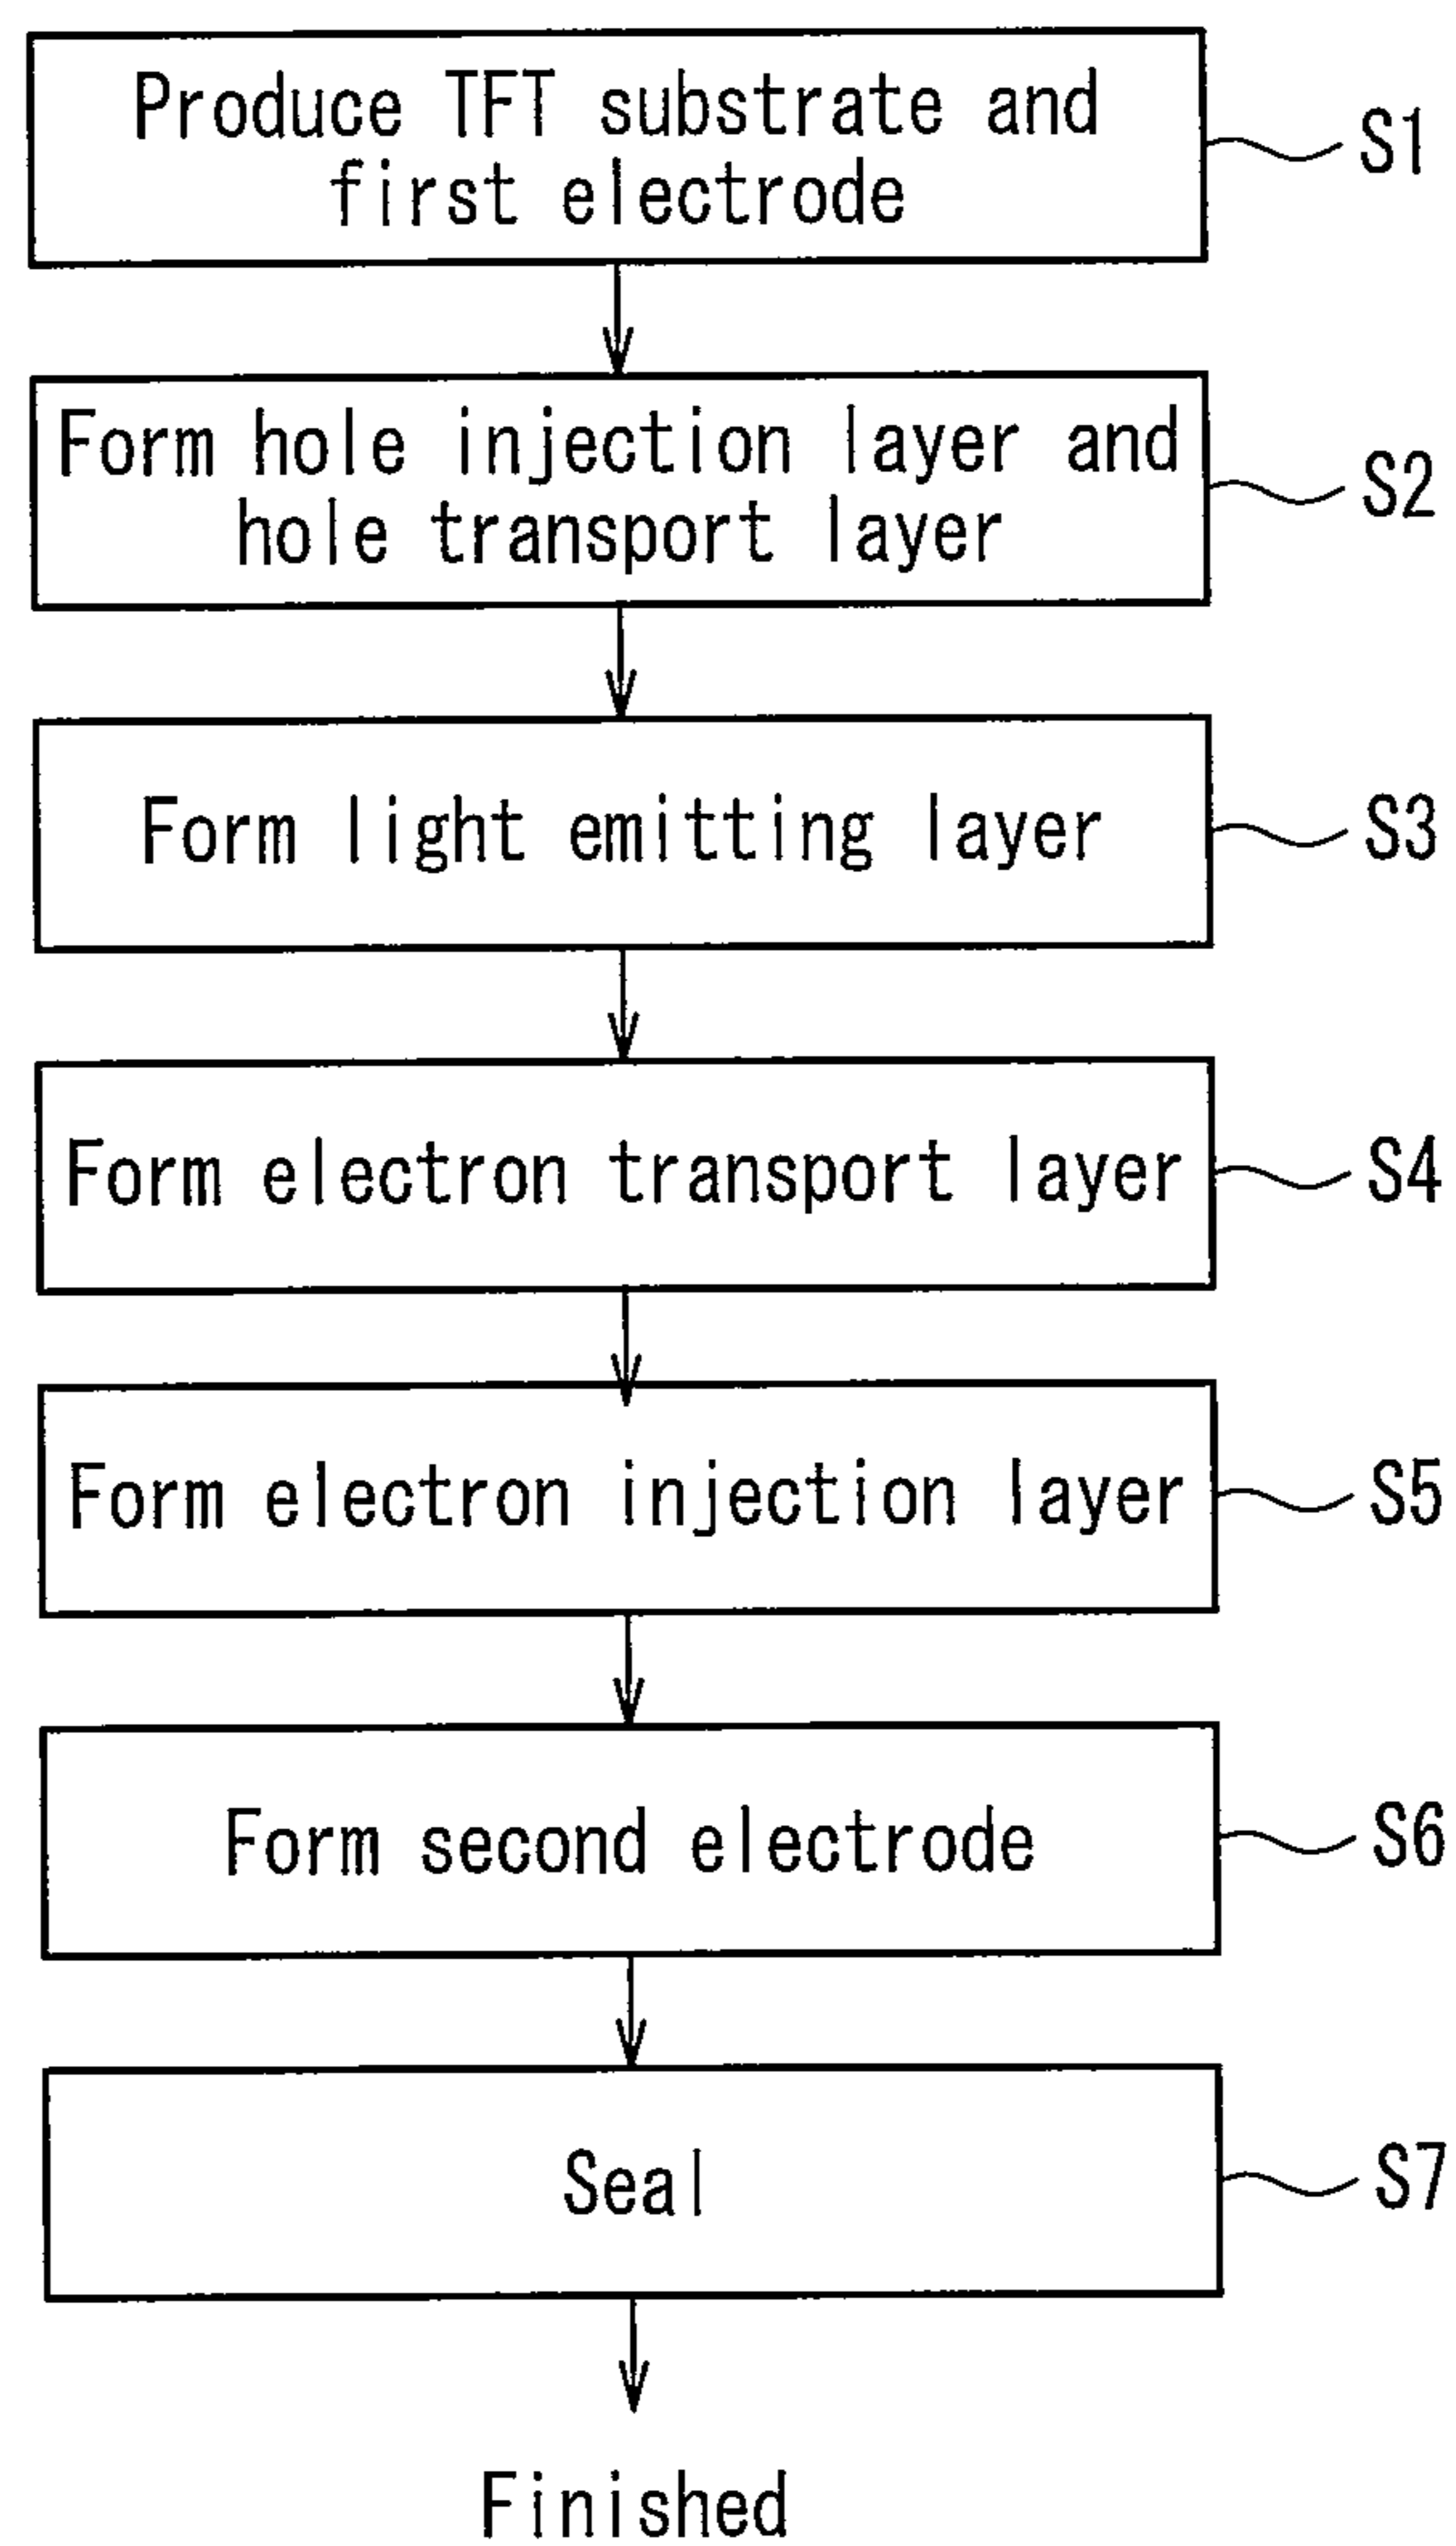 Produce TFT substrate and
first electrode
S1
Form hole injection layer and
hole transport layer
S2
Form light emitting layer
S3
Form electron transport layer
S4
Form electron injection layer
S5
Form second electrode
S6
Seal
S7
Finished